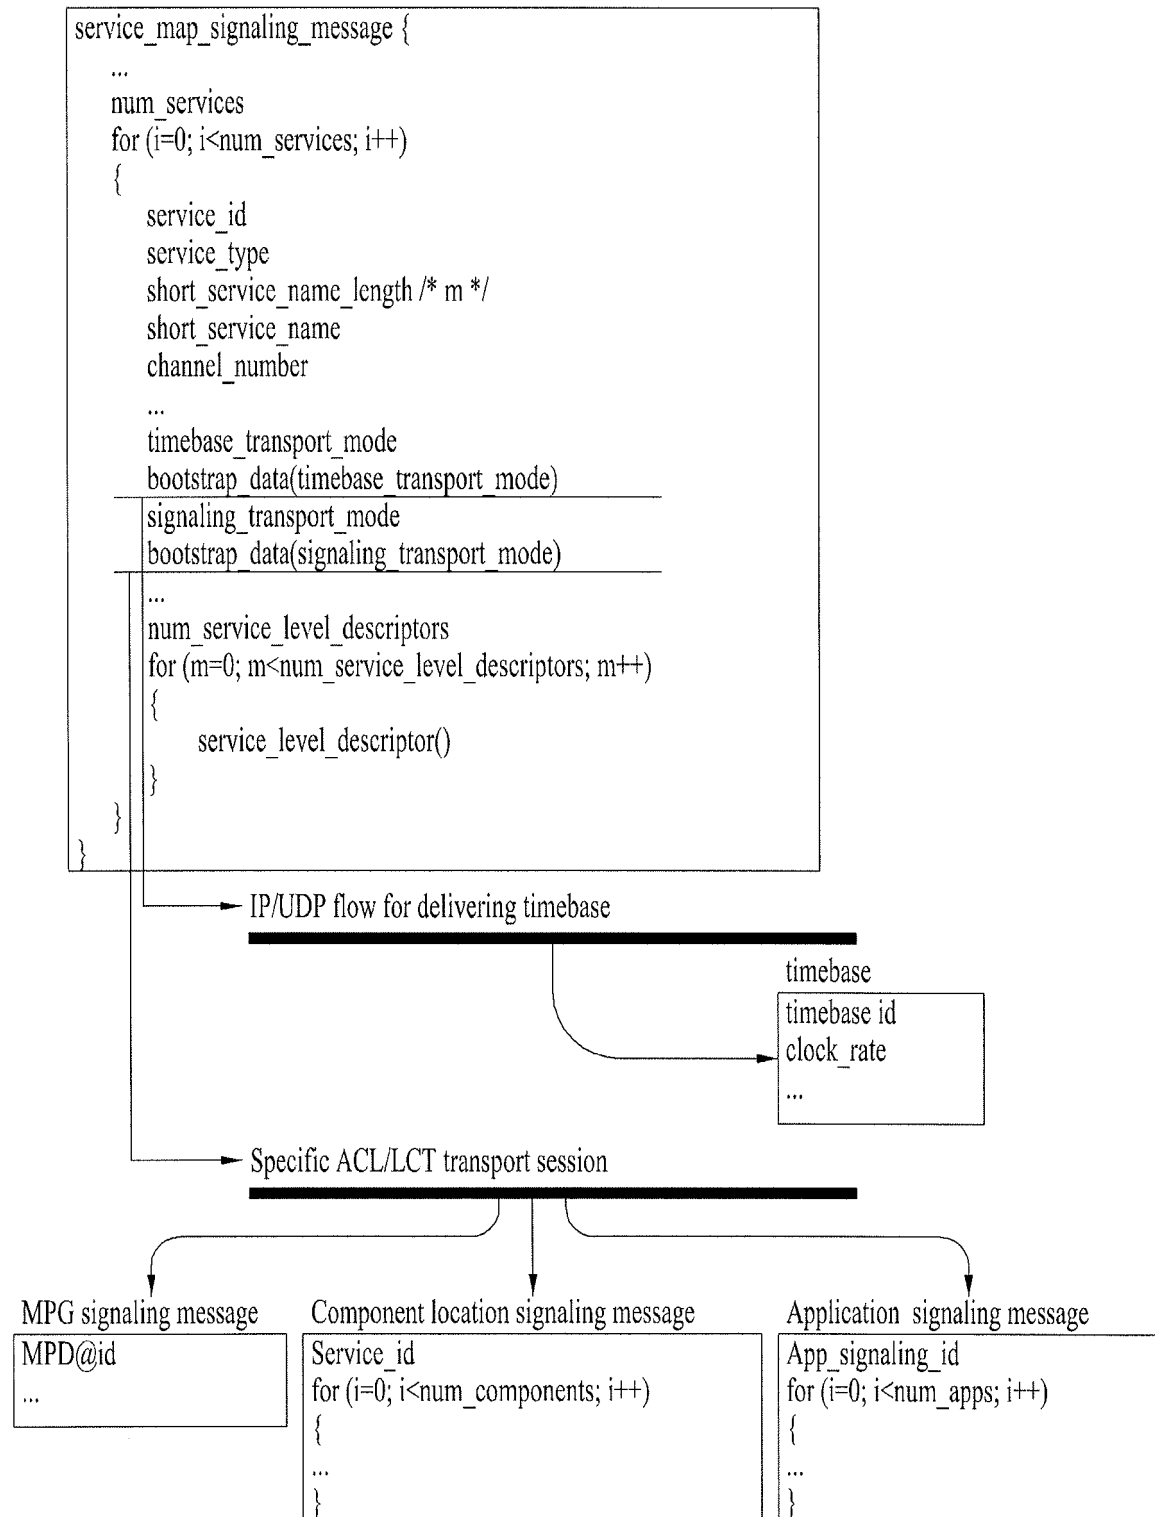 service_map_signaling_message {
...
num_services
for (i=0; i<num_services; i++)
{
service_id
service_type
short_service_name_length /* m */
short_service_name
channel_number
...
timebase_transport_mode
bootstrap_data(timebase_transport_mode)
signaling_transport_mode
bootstrap_data(signaling_transport_mode)
...
num_service_level_descriptors
for (m=0; m<num_service_level_descriptors; m++)
{
service_level_descriptor()
}
}
}
IP/UDP flow for delivering timebase
timebase
timebase id
clock_rate
...
Specific ACL/LCT transport session
MPG signaling message
MPD@id
...
Component location signaling message
Service_id
for (i=0; i<num_components; i++)
{
...
}
Application signaling message
App_signaling_id
for (i=0; i<num_apps; i++)
{
...
}